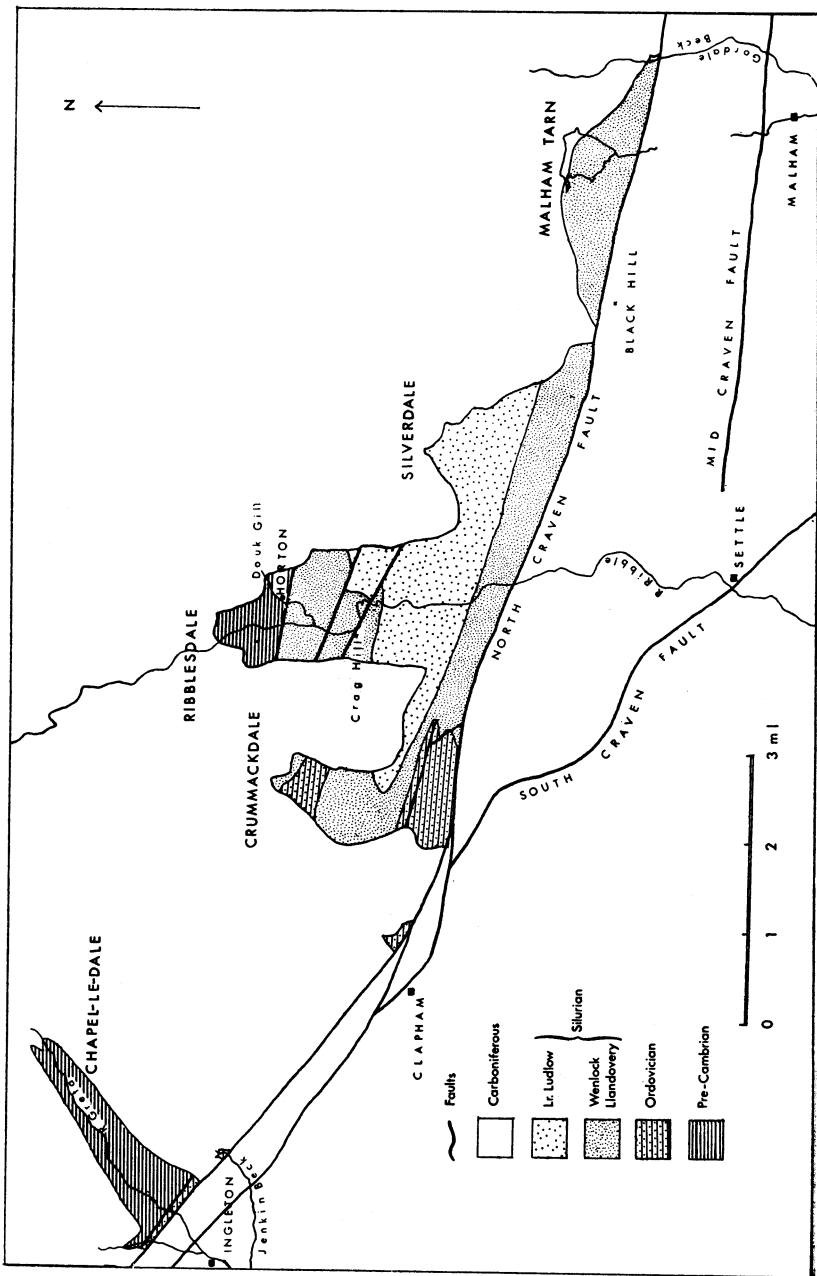 N
CHAPEL-LE-DALE
Greta
INGLETON
Jenkin Beck
CRUMMACKDALE
RIBBLESDALE
Douk Gill
HORTON
Crag Hill
SILVERDALE
MALHAM TARN
Gordale
Beck
BLACK HILL
NORTH CRAVEN FAULT
MID CRAVEN FAULT
MALHAM
R Ribble
SETTLE
SOUTH CRAVEN FAULT
CLAPHAM
Faults
Carboniferous
Lr. Ludlow
Silurian
Wenlock
Llandovery
Ordovician
Pre-Cambrian
0 1 2 3 ml